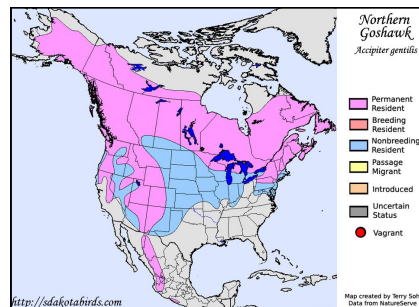 Northern
Goshawk
Accipiter gentilis
Permanent
Resident
Breeding
Resident
Nonbreeding
Resident
Passage
Migrant
Introduced
Uncertain
Status
Vagrant
http://sdakotabirds.com
Map created by Terry Sohl
Data from NatureServe